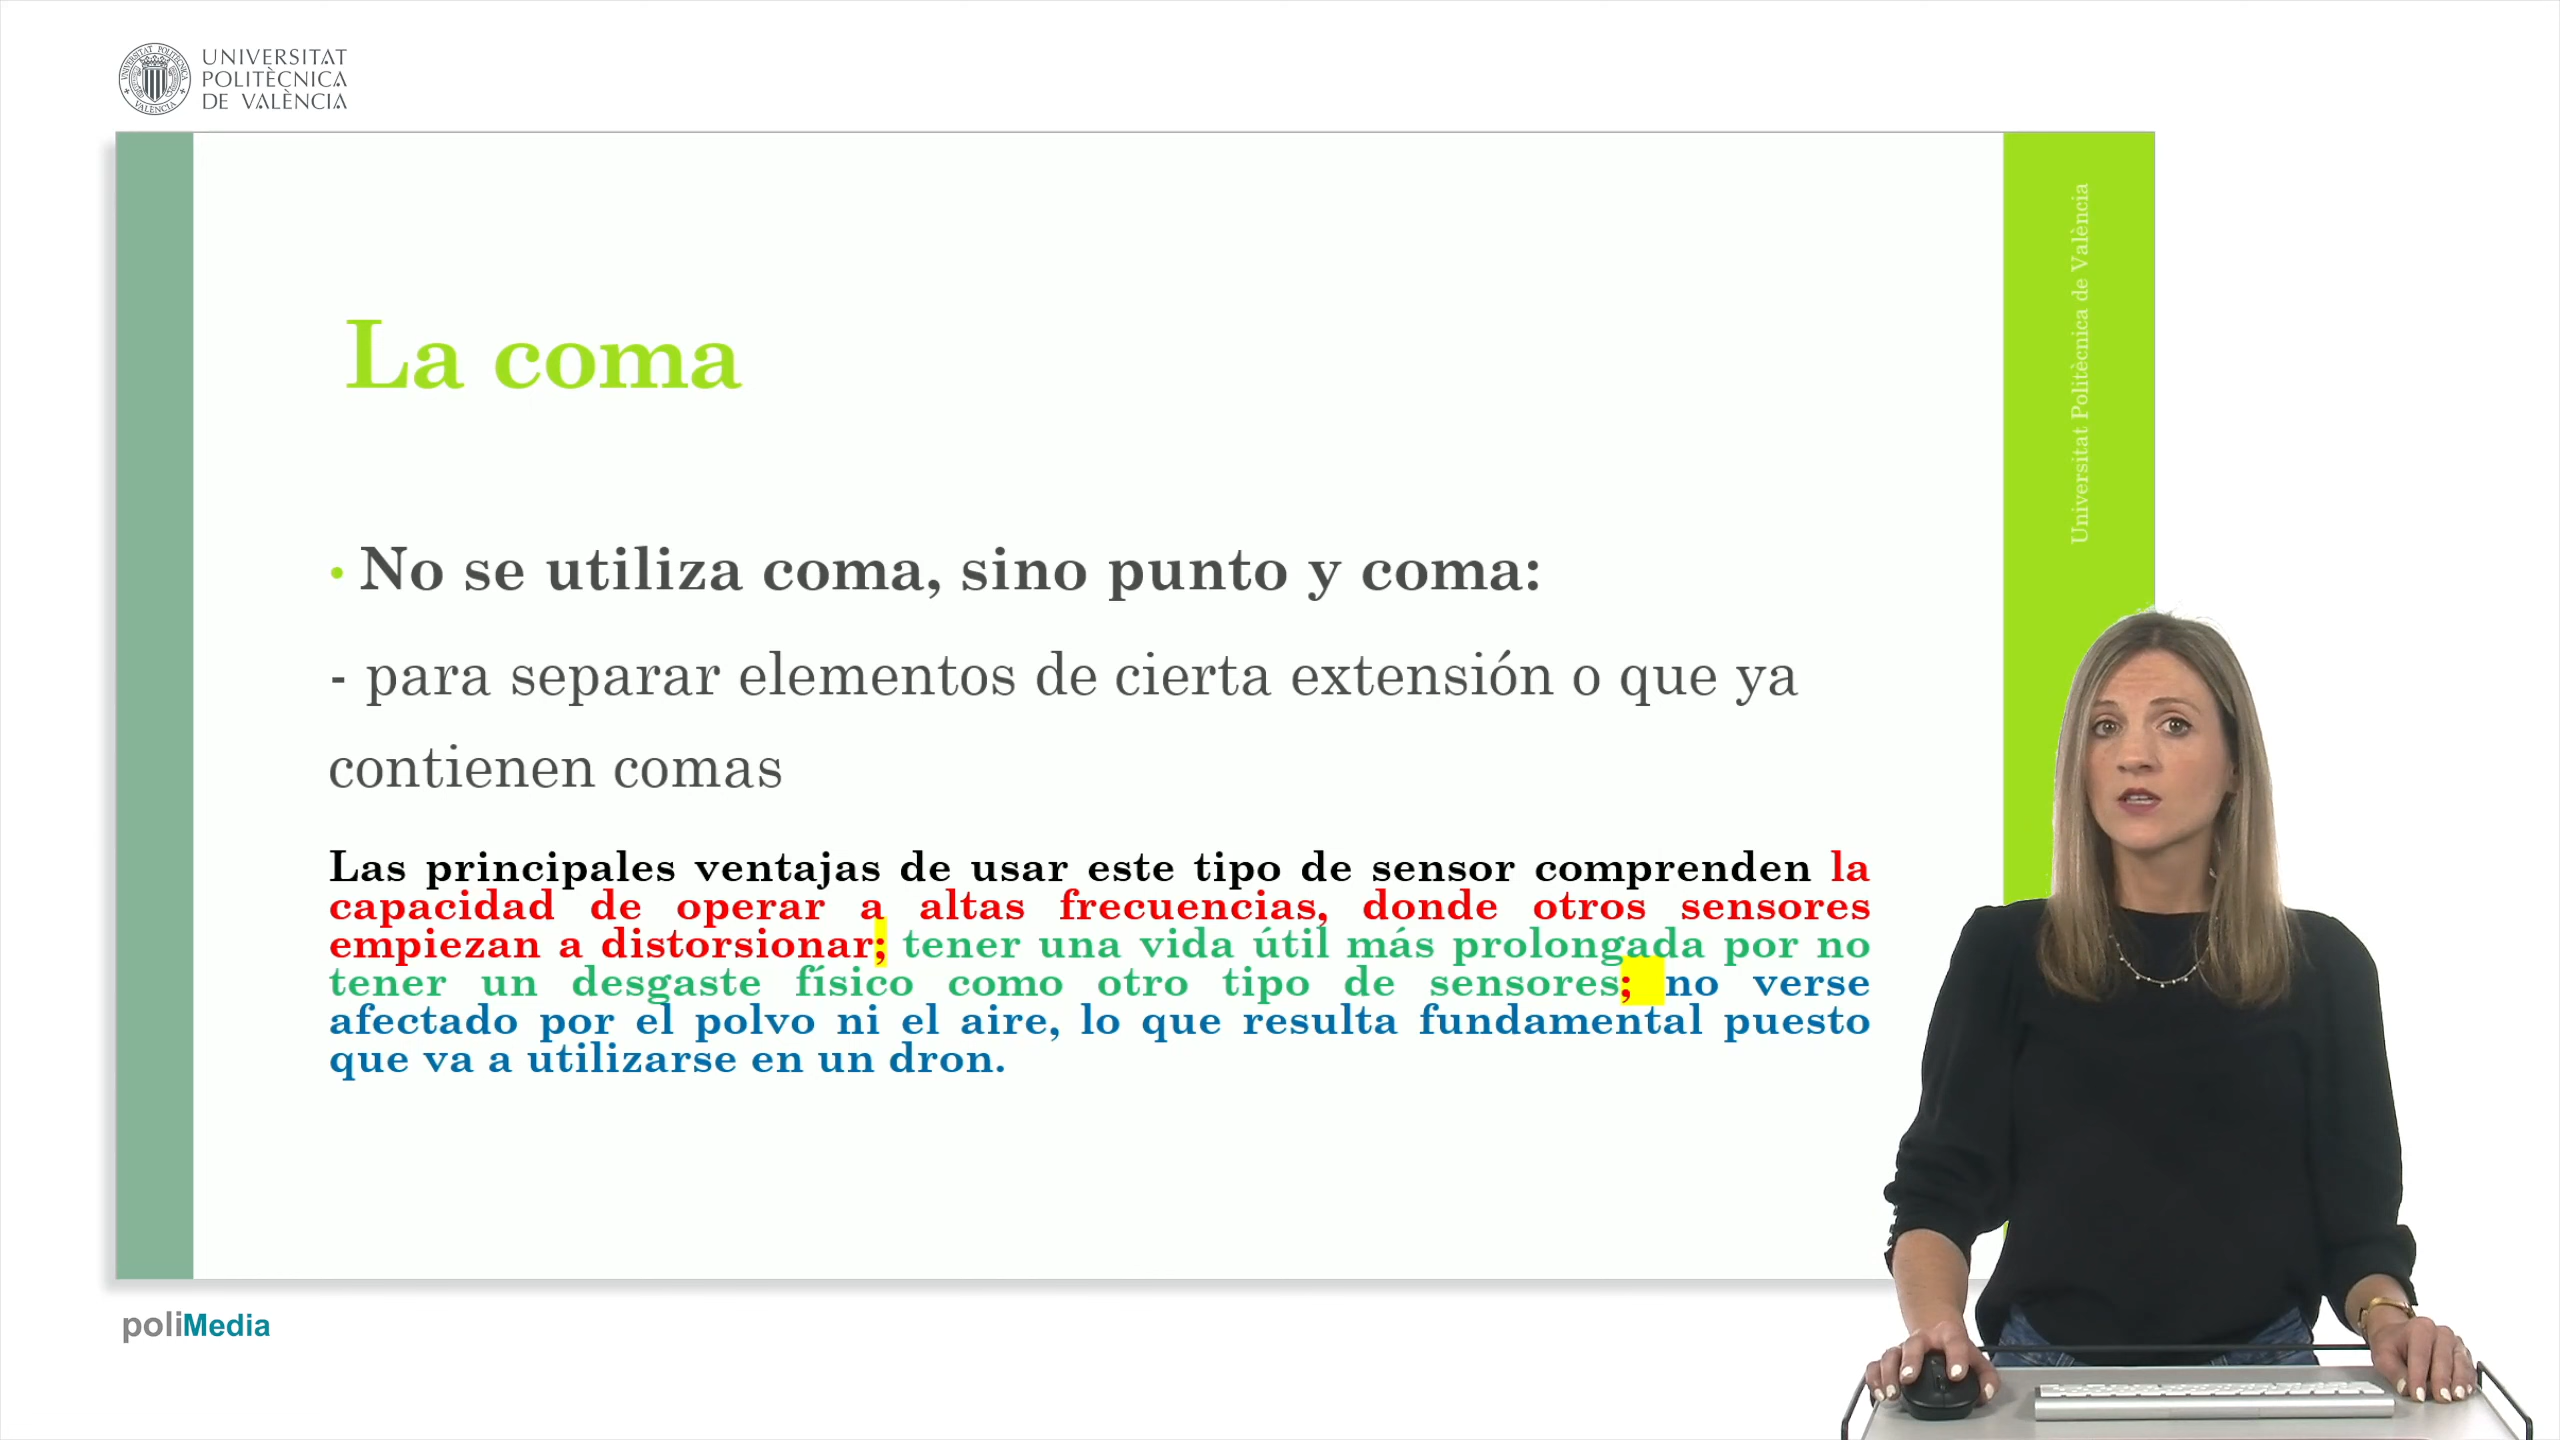 UNIVERSITAT
POLITÈCNICA
DE VALÈNCIA
Universitat Politècnica de València
La coma
• No se utiliza coma, sino punto y coma:
- para separar elementos de cierta extensión o que ya
contienen comas
Las principales ventajas de usar este tipo de sensor comprenden la
capacidad de operar a altas frecuencias, donde otros sensores
empiezan a distorsionar; tener una vida útil más prolongada por no
tener un desgaste físico como otro tipo de sensores; no verse
afectado por el polvo ni el aire, lo que resulta fundamental puesto
que va a utilizarse en un dron.
poliMedia